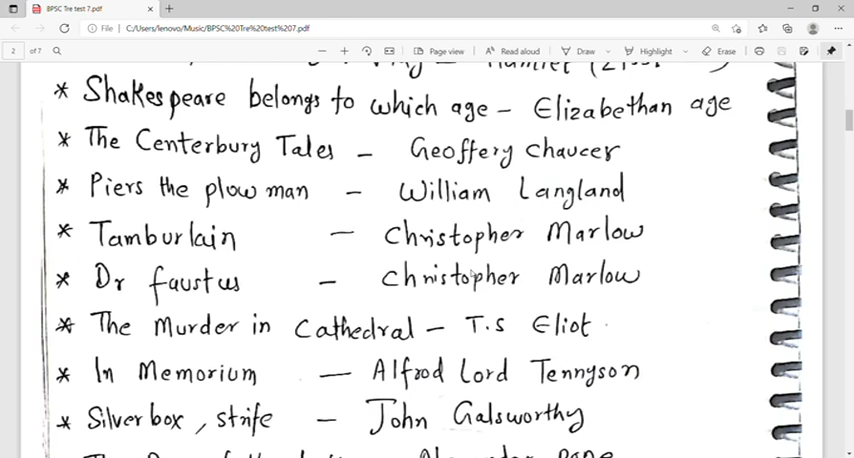 BPSC Tre test 7.pdf
File C:/Users/lenovo/Music/BPSC%20Tre%20test%207.pdf
2 of 7 Page view Read aloud Draw Highlight Erase
* Shakespeare belongs to which age - Elizabethan age
* The Centerbury Tales - Geoffery Chaucer
* Piers the plow man - William Langland
* Tamburlain - Christopher Marlow
* Dr faustus - Christopher Marlow
* The Murder in Cathedral - T.S Eliot
* In Memorium - Alfrod Lord Tennyson
* Silver box, strife - John Galsworthy